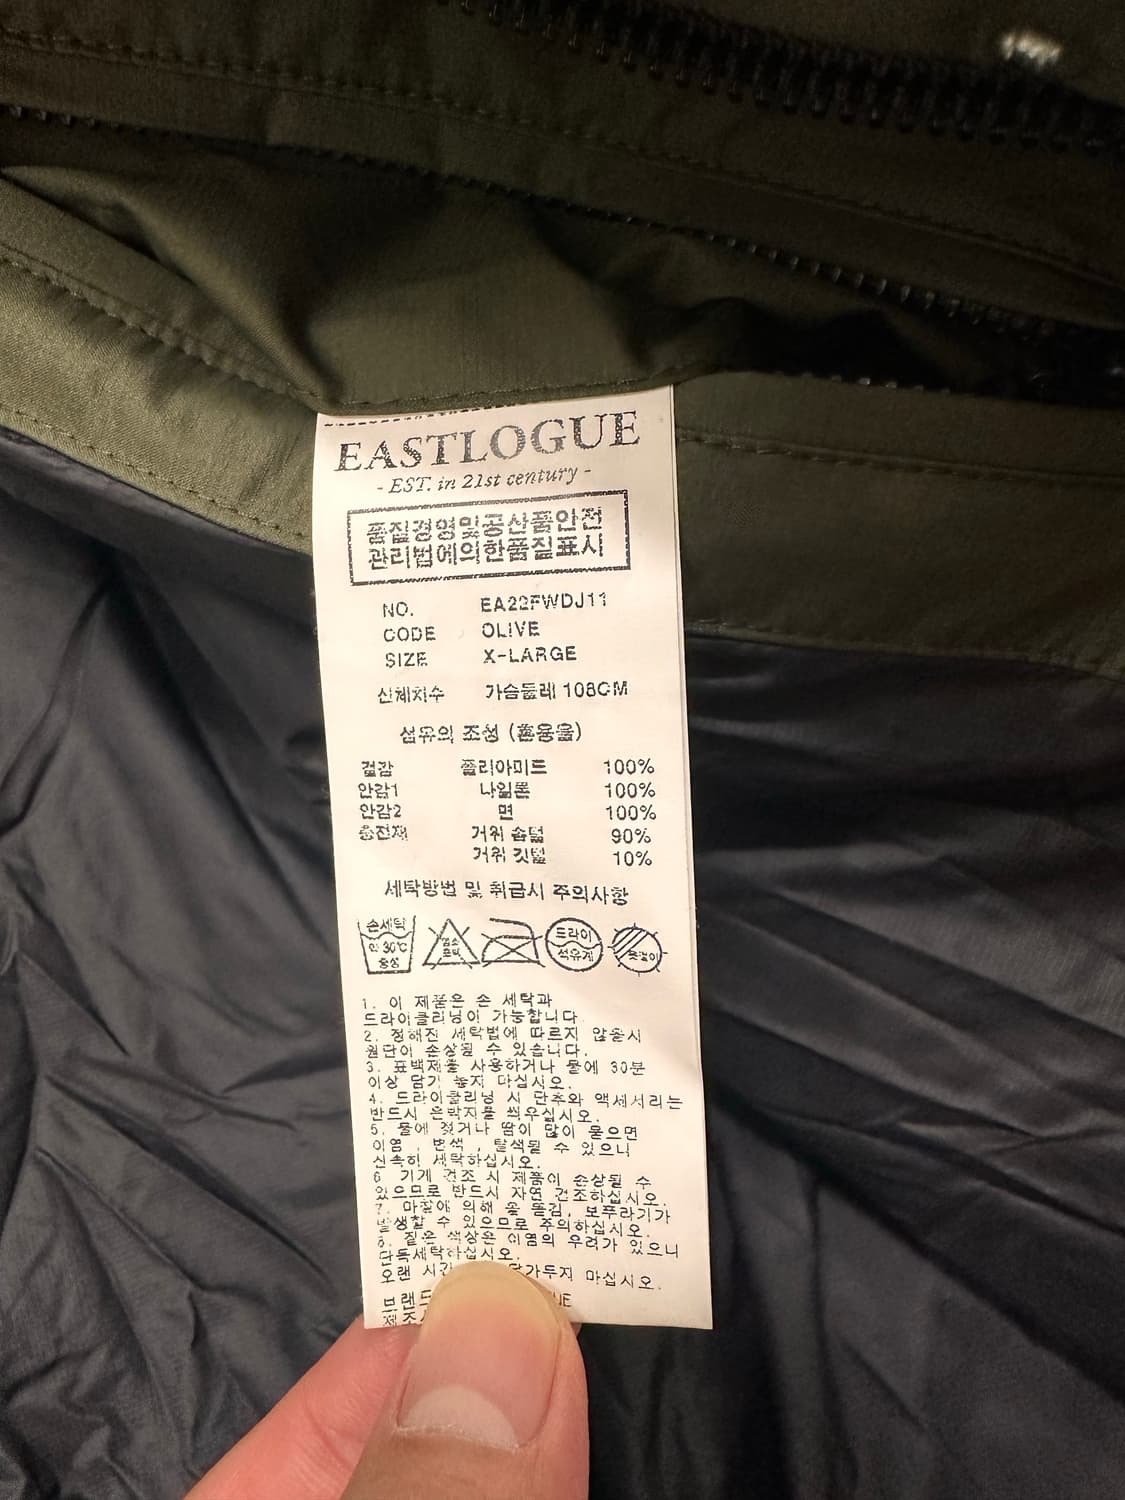 EASTLOGUE
- EST. in 21st century -
품질경영및공산품안전
관리법에의한품질표시
NO. EA22FWDJ11
CODE OLIVE
SIZE X-LARGE
신체치수 가슴둘레 108CM
섬유의 조성 (혼용율)
겉감 폴리아미드 100%
안감1 나일론 100%
안감2 면 100%
충전재 거위 솜털 90%
거위 깃털 10%
세탁방법 및 취급시 주의사항
손세탁
약 30℃
중성
염소
표백
드라이
석유계
옷걸이
1. 이 제품은 손 세탁과
드라이클리닝이 가능합니다
2. 정해진 세탁법에 따르지 않을시
원단이 손상될 수 있습니다.
3. 표백제를 사용하거나 물에 30분
이상 담가 놓지 마십시오.
4. 드라이클리닝 시 단추와 액세서리는
반드시 은박지를 씌우십시오.
5. 물에 젖거나 땀이 많이 묻으면
이염 , 변색 , 탈색될 수 있으니
신속히 세탁하십시오.
6 기계 건조 시 제품이 손상될 수
있으므로 반드시 자연 건조하십시오.
7. 마찰에 의해 올 뜯김, 보푸라기가
발생할 수 있으므로 주의하십시오.
8. 짙은 색상은 이염의 우려가 있으니
단독세탁하십시오.
오랜 시간 담가두지 마십시오.
브랜드 UE
제조